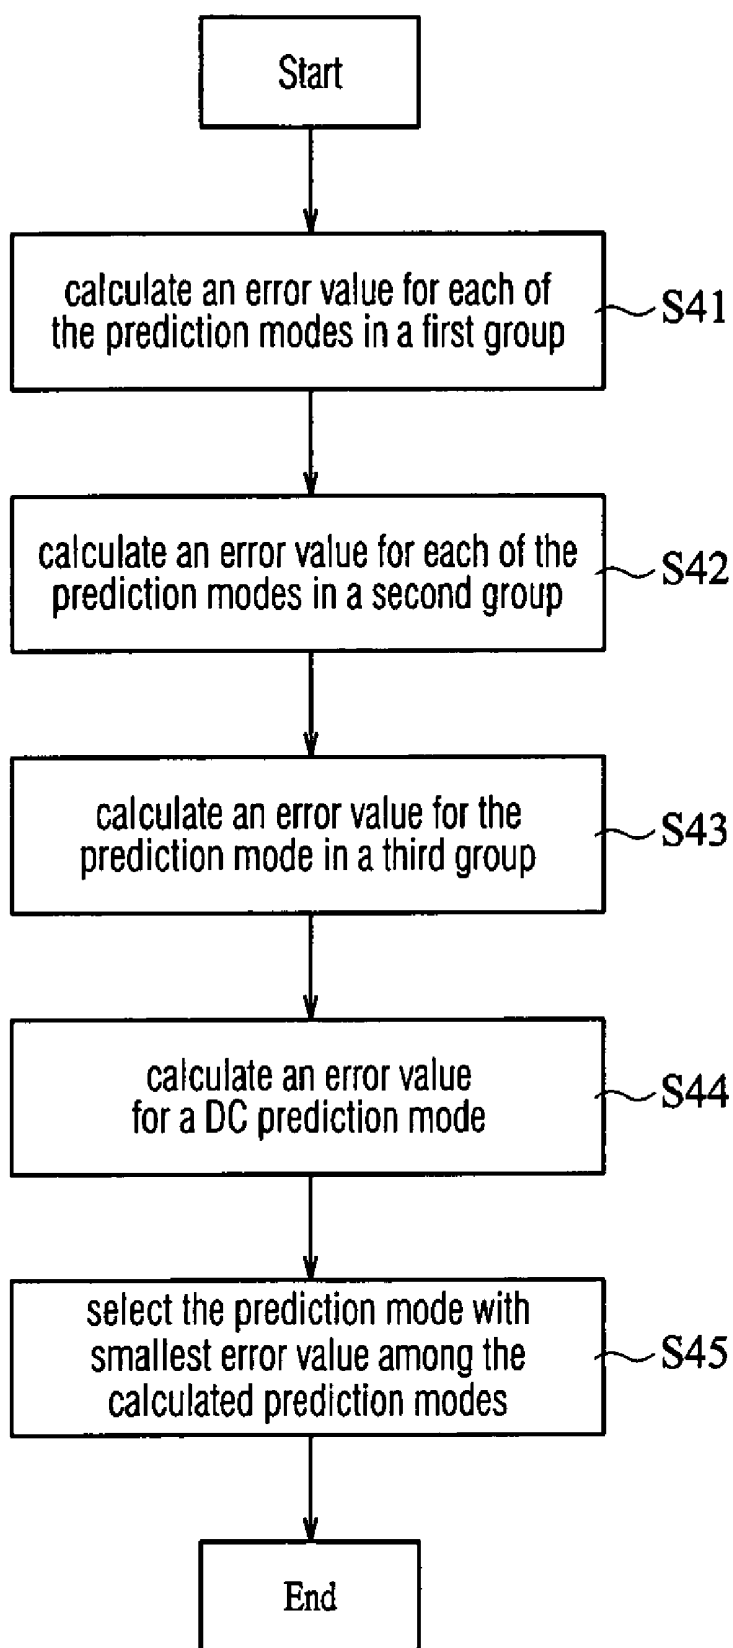 Start
calculate an error value for each of
the prediction modes in a first group
S41
calculate an error value for each of the
prediction modes in a second group
S42
calculate an error value for the
prediction mode in a third group
S43
calculate an error value
for a DC prediction mode
S44
select the prediction mode with
smallest error value among the
calculated prediction modes
S45
End